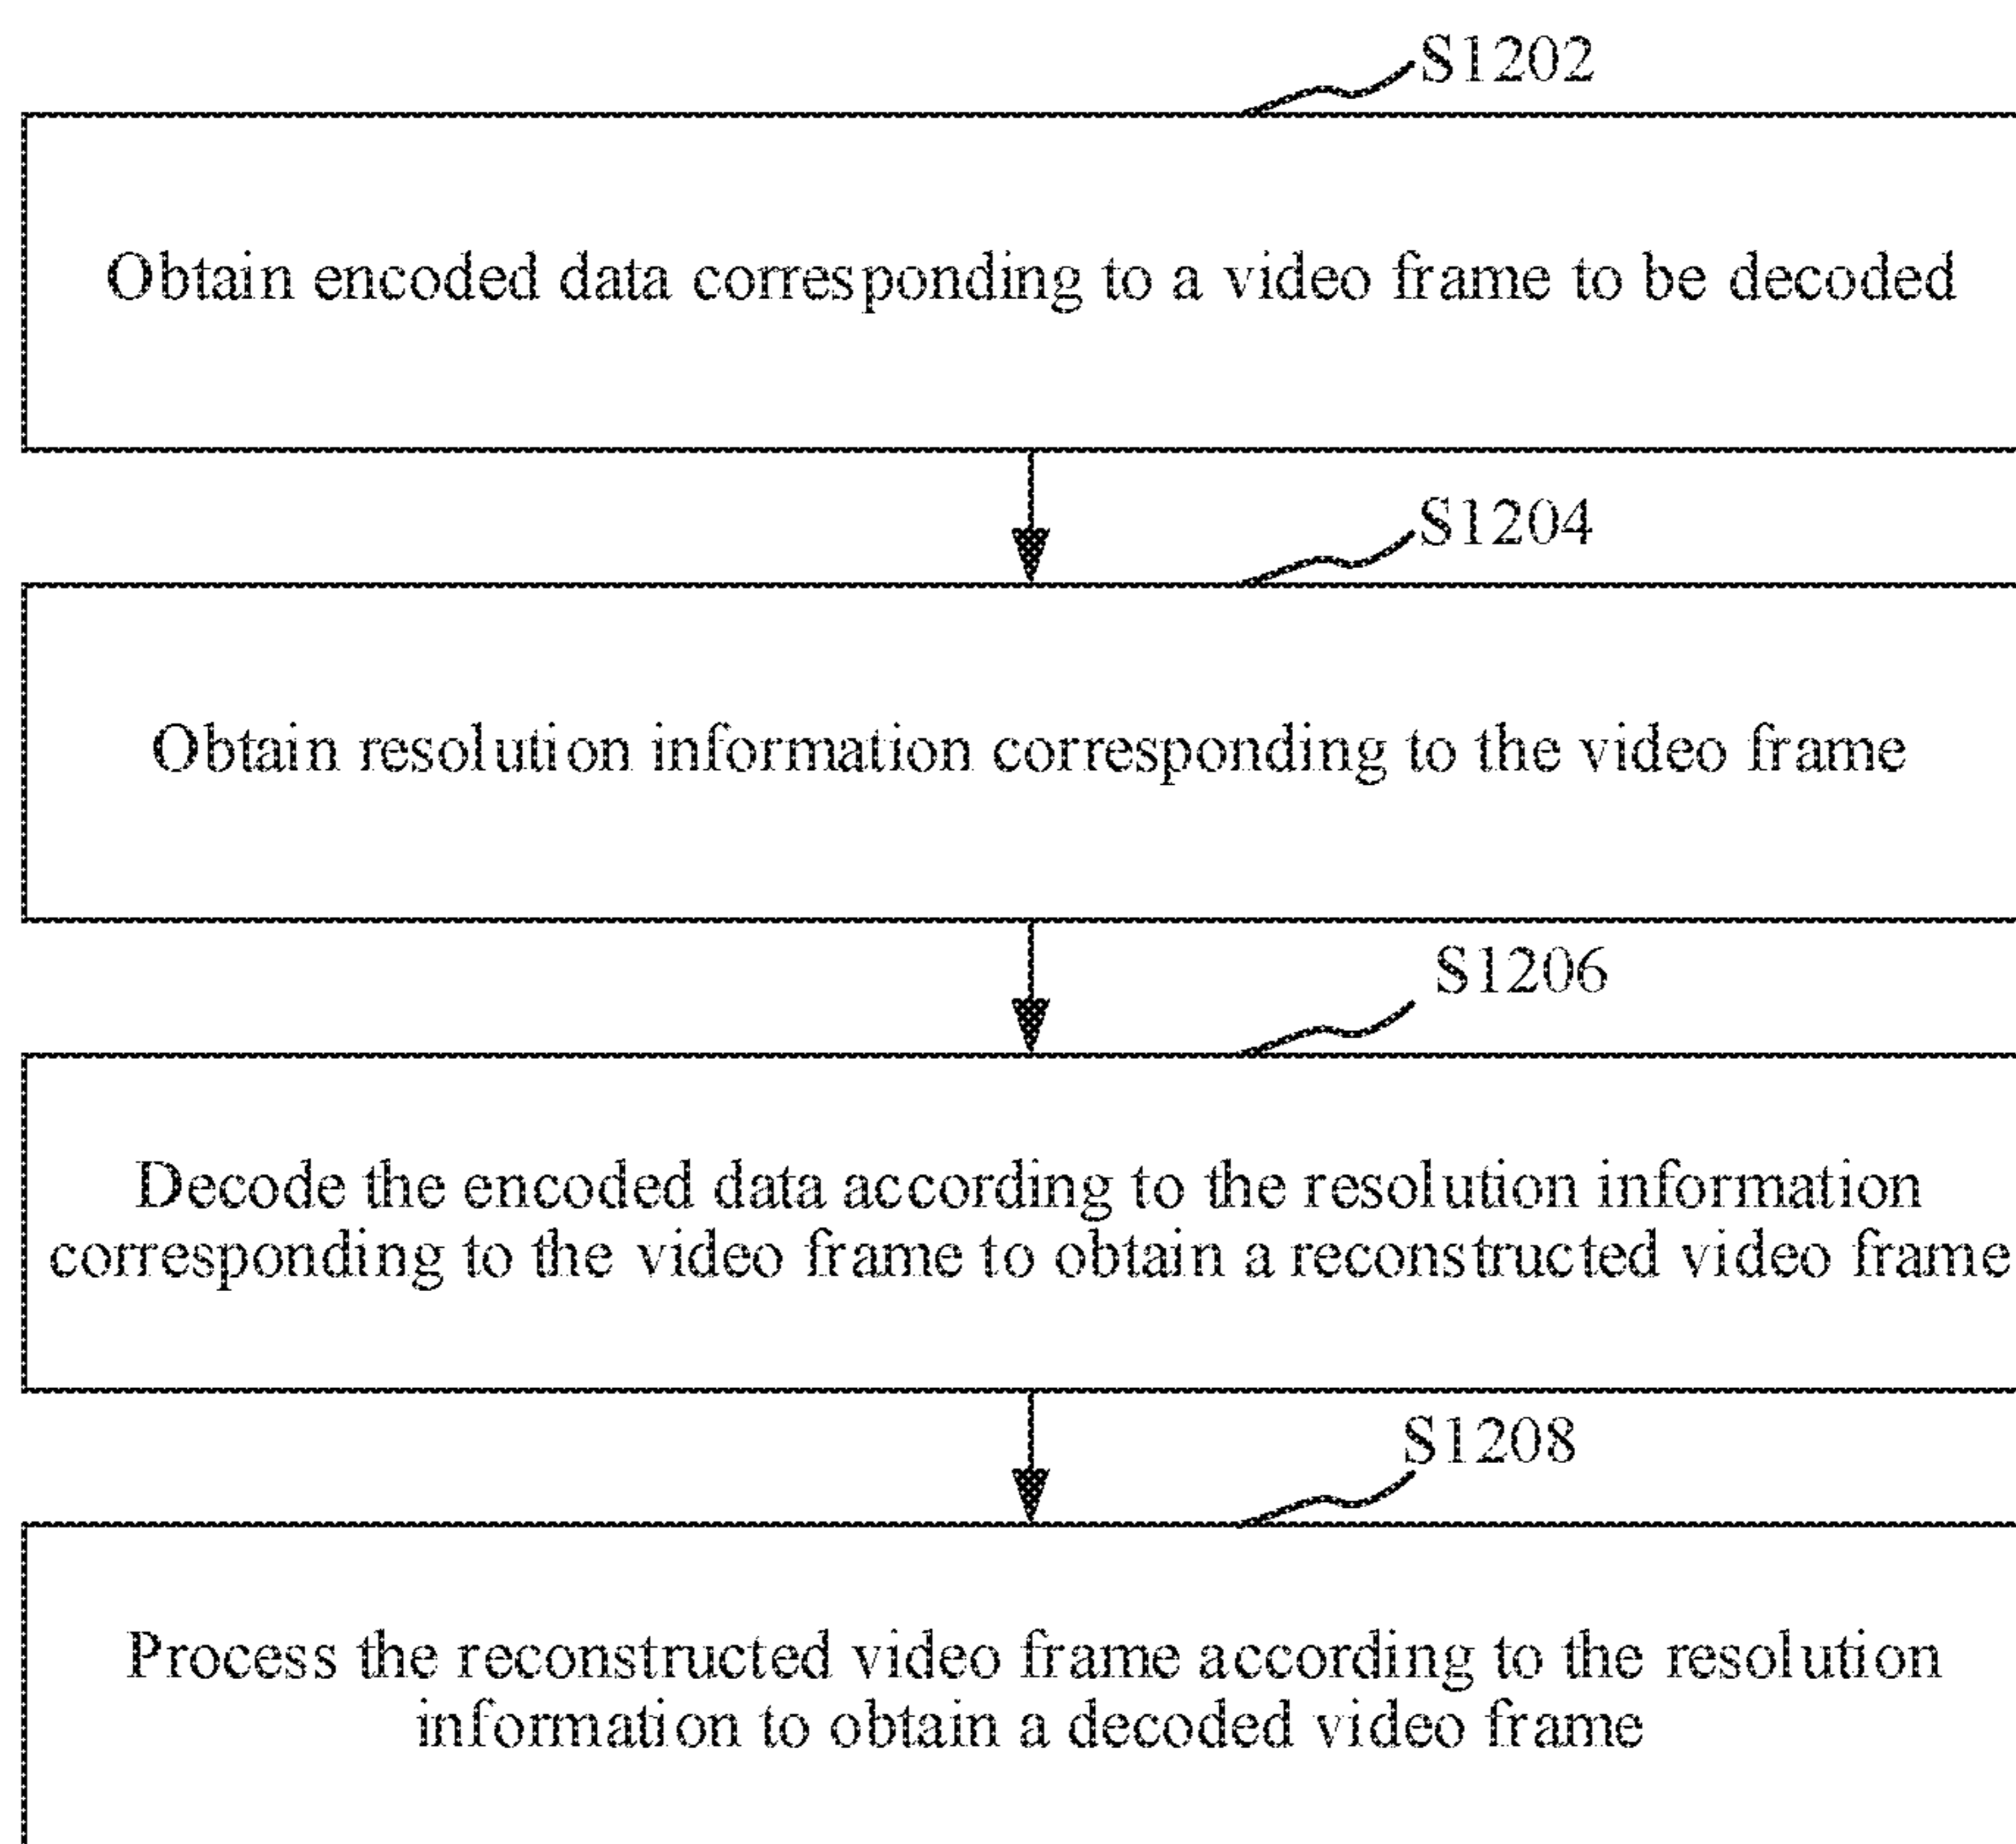 S1202
Obtain encoded data corresponding to a video frame to be decoded
S1204
Obtain resolution information corresponding to the video frame
S1206
Decode the encoded data according to the resolution information
corresponding to the video frame to obtain a reconstructed video frame
S1208
Process the reconstructed video frame according to the resolution
information to obtain a decoded video frame